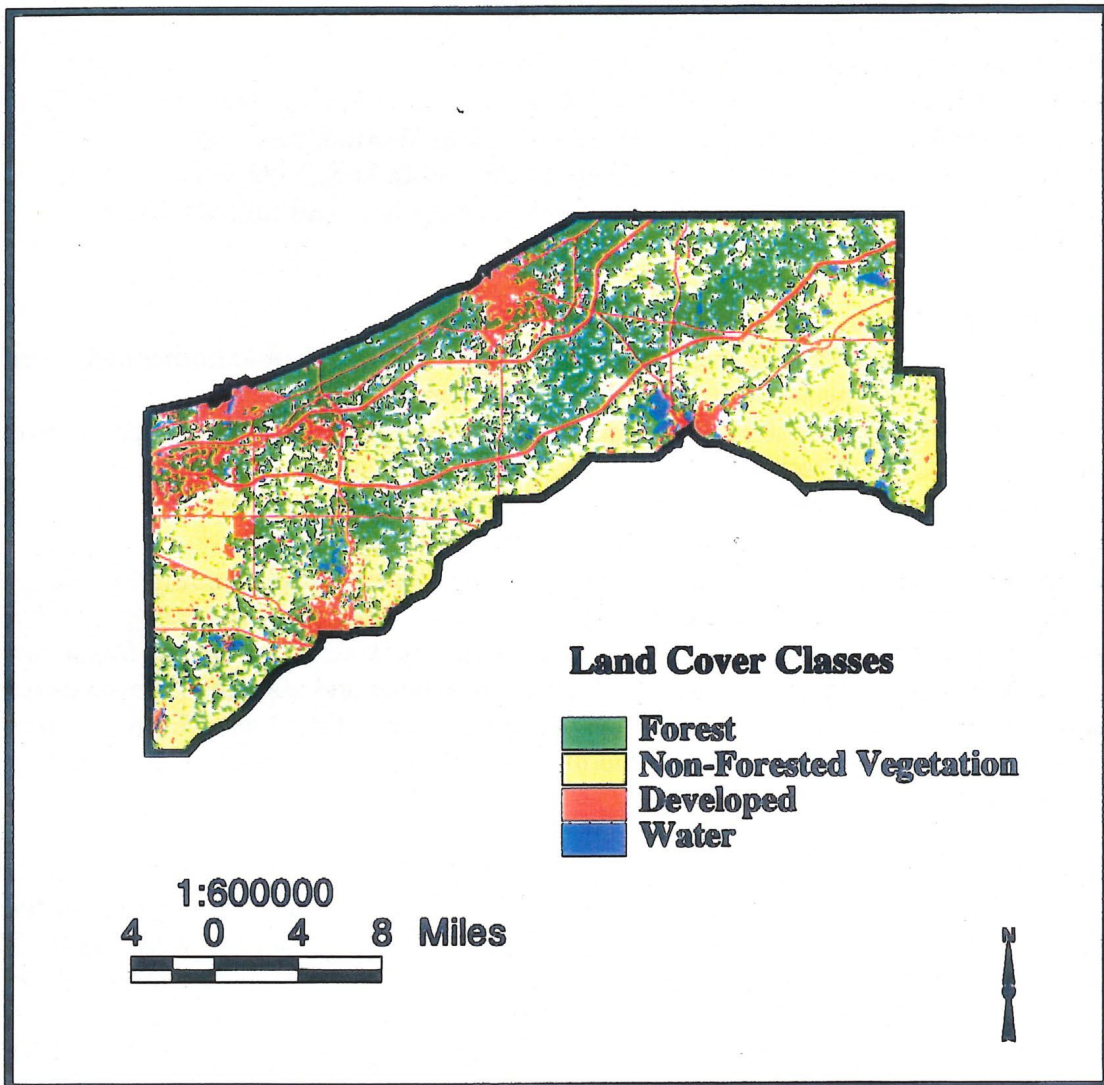 Land Cover Classes
Forest
Non-Forested Vegetation
Developed
Water
1:600000
4 0 4 8 Miles
N